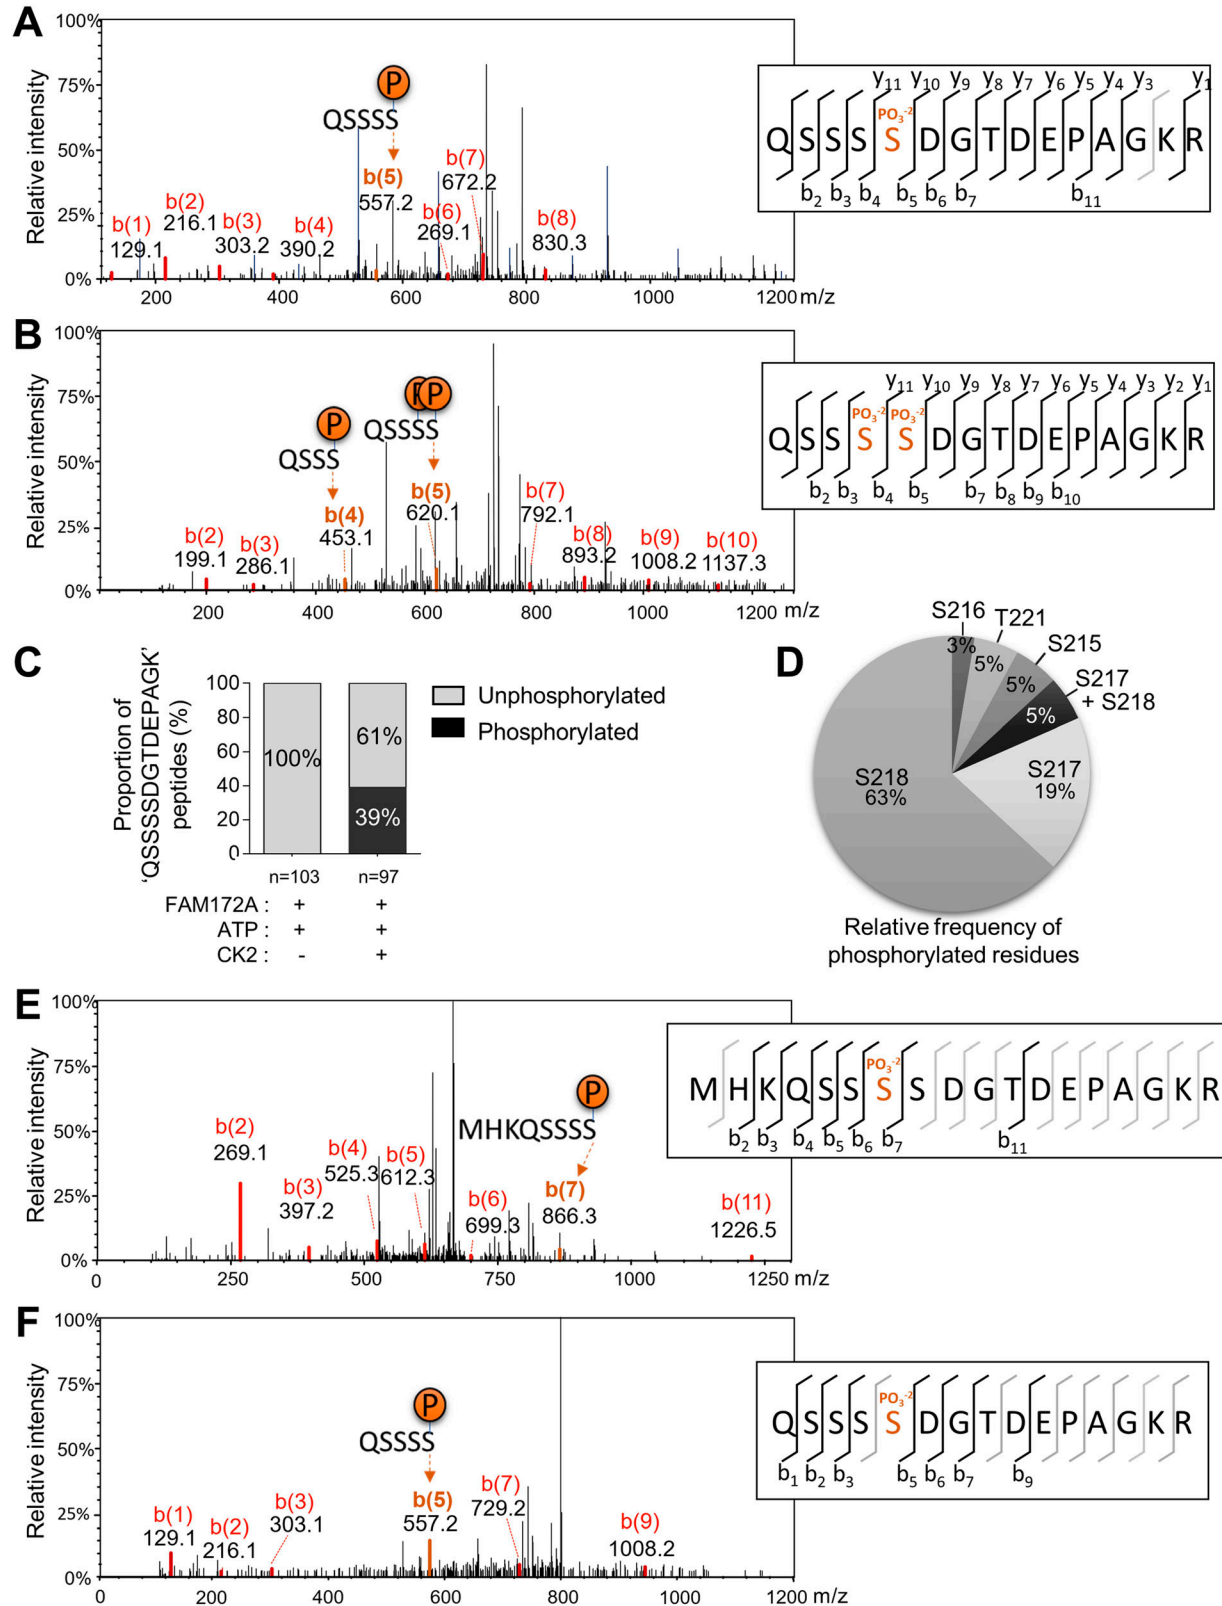 A
Relative intensity
100%
75%
50%
25%
0%
200 400 600 800 1000 1200 m/z
P
QSSSS
b(1) 129.1
b(2) 216.1
b(3) 303.2
b(4) 390.2
b(5) 557.2
b(6) 269.1
b(7) 672.2
b(8) 830.3
y11 y10 y9 y8 y7 y6 y5 y4 y3 y1
PO3-2
QSSSSDGTDEPAGKR
b2 b3 b4 b5 b6 b7 b11
B
Relative intensity
100%
75%
50%
25%
0%
200 400 600 800 1000 1200 m/z
P
QSSS
P P
QSSSS
b(2) 199.1
b(3) 286.1
b(4) 453.1
b(5) 620.1
b(7) 792.1
b(8) 893.2
b(9) 1008.2
b(10) 1137.3
y11 y10 y9 y8 y7 y6 y5 y4 y3 y2 y1
PO3-2 PO3-2
QSSSSDGTDEPAGKR
b2 b3 b4 b5 b7 b8 b9 b10
C
Proportion of
'QSSSSDGTDEPAGK'
peptides (%)
100
80
60
40
20
0
100%
61%
39%
Unphosphorylated
Phosphorylated
n=103 n=97
FAM172A : + +
ATP : + +
CK2 : - +
D
S216
3%
T221
5%
S215
5%
S217
+ S218
5%
S217
19%
S218
63%
Relative frequency of
phosphorylated residues
E
Relative intensity
100%
75%
50%
25%
0%
0 250 500 750 1000 1250 m/z
P
MHKQSSSS
b(2) 269.1
b(3) 397.2
b(4) 525.3
b(5) 612.3
b(6) 699.3
b(7) 866.3
b(11) 1226.5
PO3-2
MHKQSSSSDGTDEPAGKR
b2 b3 b4 b5 b6 b7 b11
F
Relative intensity
100%
75%
50%
25%
0%
0 200 400 600 800 1000 1200 m/z
P
QSSSS
b(1) 129.1
b(2) 216.1
b(3) 303.1
b(5) 557.2
b(7) 729.2
b(9) 1008.2
PO3-2
QSSSSDGTDEPAGKR
b1 b2 b3 b5 b6 b7 b9